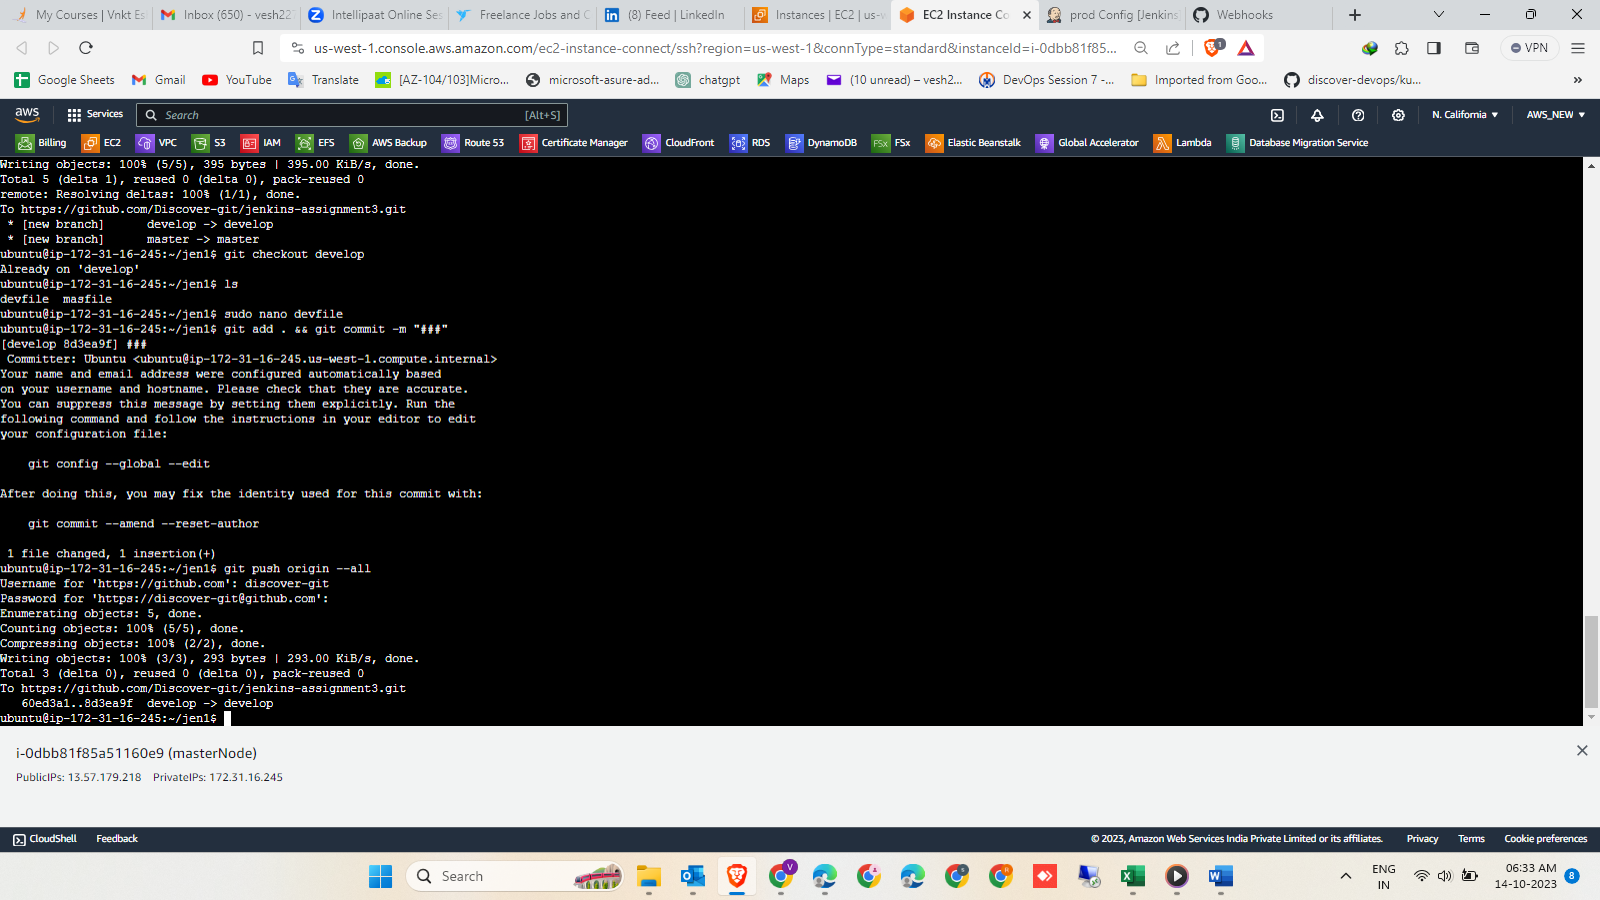 My Courses | Vnkt Es
Inbox (650) - vesh22
Intellipaat Online Ses
Freelance Jobs and C
(8) Feed | LinkedIn
Instances | EC2 | us-w
EC2 Instance Co
prod Config [Jenkins]
Webhooks
us-west-1.console.aws.amazon.com/ec2-instance-connect/ssh?region=us-west-1&connType=standard&instanceId=i-0dbb81f85...
1
VPN
Google Sheets
Gmail
YouTube
Translate
[AZ-104/103]Micro...
microsoft-asure-ad...
chatgpt
Maps
(10 unread) – vesh2...
DevOps Session 7 -...
Imported from Goo...
discover-devops/ku...
aws
Services
Search
[Alt+S]
N. California
AWS_NEW
Billing
EC2
VPC
S3
IAM
EFS
AWS Backup
Route 53
Certificate Manager
CloudFront
RDS
DynamoDB
FSx
Elastic Beanstalk
Global Accelerator
Lambda
Database Migration Service
Writing objects: 100% (5/5), 395 bytes | 395.00 KiB/s, done.
Total 5 (delta 1), reused 0 (delta 0), pack-reused 0
remote: Resolving deltas: 100% (1/1), done.
To https://github.com/Discover-git/jenkins-assignment3.git
 * [new branch]      develop -> develop
 * [new branch]      master -> master
ubuntu@ip-172-31-16-245:~/jen1$ git checkout develop
Already on 'develop'
ubuntu@ip-172-31-16-245:~/jen1$ ls
devfile  masfile
ubuntu@ip-172-31-16-245:~/jen1$ sudo nano devfile
ubuntu@ip-172-31-16-245:~/jen1$ git add . && git commit -m "###"
[develop 8d3ea9f] ###
 Committer: Ubuntu <ubuntu@ip-172-31-16-245.us-west-1.compute.internal>
Your name and email address were configured automatically based
on your username and hostname. Please check that they are accurate.
You can suppress this message by setting them explicitly. Run the
following command and follow the instructions in your editor to edit
your configuration file:
    git config --global --edit
After doing this, you may fix the identity used for this commit with:
    git commit --amend --reset-author
 1 file changed, 1 insertion(+)
ubuntu@ip-172-31-16-245:~/jen1$ git push origin --all
Username for 'https://github.com': discover-git
Password for 'https://discover-git@github.com':
Enumerating objects: 5, done.
Counting objects: 100% (5/5), done.
Compressing objects: 100% (2/2), done.
Writing objects: 100% (3/3), 293 bytes | 293.00 KiB/s, done.
Total 3 (delta 0), reused 0 (delta 0), pack-reused 0
To https://github.com/Discover-git/jenkins-assignment3.git
   60ed3a1..8d3ea9f  develop -> develop
ubuntu@ip-172-31-16-245:~/jen1$
i-0dbb81f85a51160e9 (masterNode)
PublicIPs: 13.57.179.218 PrivateIPs: 172.31.16.245
CloudShell
Feedback
© 2023, Amazon Web Services India Private Limited or its affiliates.
Privacy
Terms
Cookie preferences
Search
ENG
IN
06:33 AM
14-10-2023
8